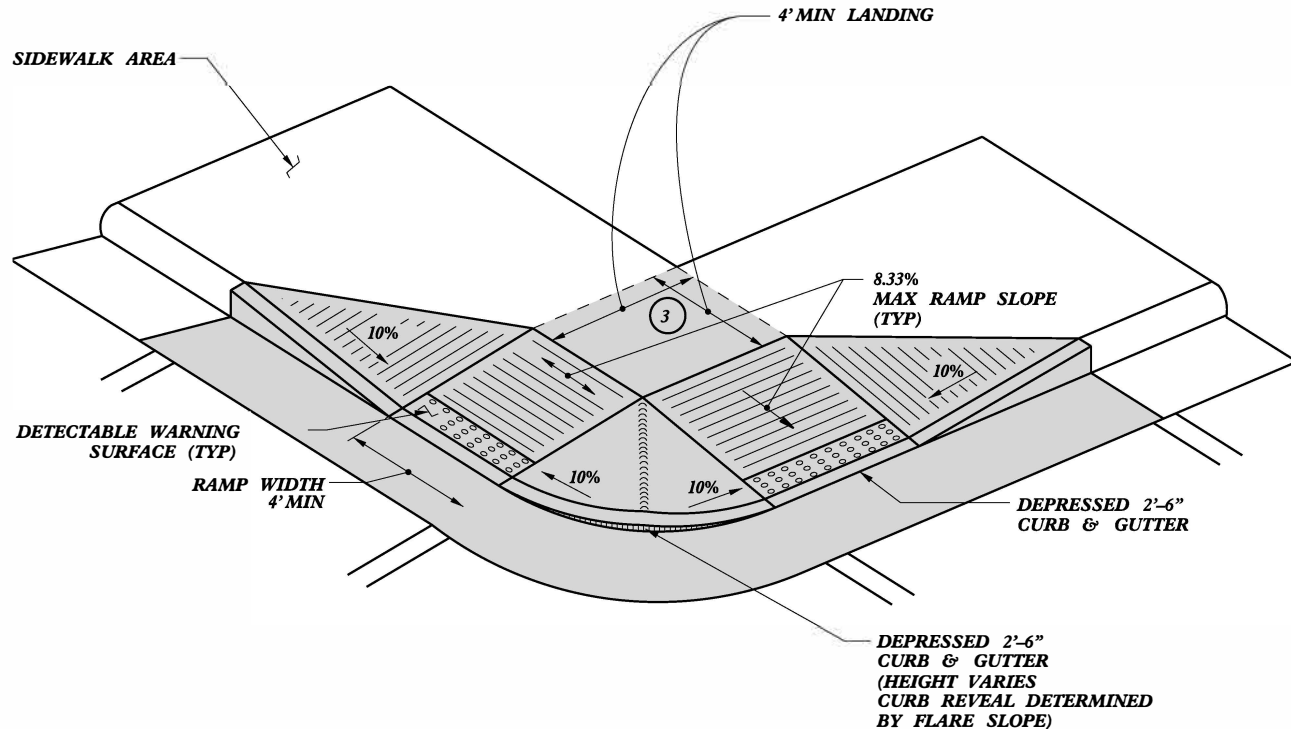 4' MIN LANDING
SIDEWALK AREA
8.33%
MAX RAMP SLOPE
(TYP)
3
10%
10%
DETECTABLE WARNING
SURFACE (TYP)
RAMP WIDTH
4' MIN
10%
10%
DEPRESSED 2'–6"
CURB & GUTTER
DEPRESSED 2'–6"
CURB & GUTTER
(HEIGHT VARIES
CURB REVEAL DETERMINED
BY FLARE SLOPE)